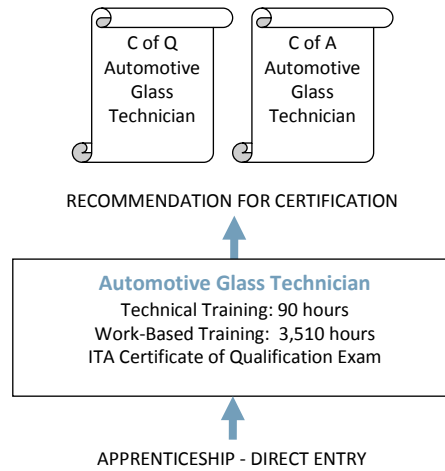 C of Q
Automotive
Glass
Technician
C of A
Automotive
Glass
Technician
RECOMMENDATION FOR CERTIFICATION
Automotive Glass Technician
Technical Training: 90 hours
Work-Based Training: 3,510 hours
ITA Certificate of Qualification Exam
APPRENTICESHIP - DIRECT ENTRY